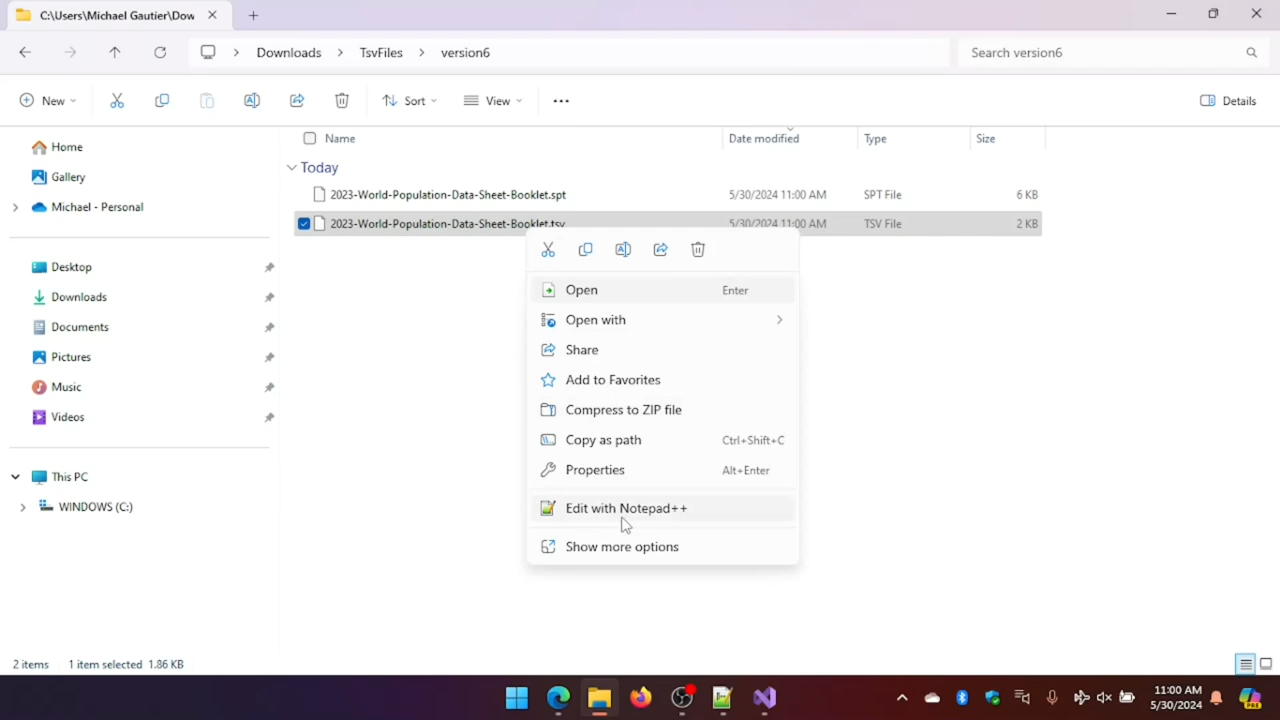 C:\Users\Michael Gautier\Dow
Downloads > TsvFiles > version6
Search version6
New
Sort
View
Details
Name
Date modified
Type
Size
Today
2023-World-Population-Data-Sheet-Booklet.spt 5/30/2024 11:00 AM SPT File 6 KB
2023-World-Population-Data-Sheet-Booklet.tsv 5/30/2024 11:00 AM TSV File 2 KB
Home
Gallery
Michael - Personal
Desktop
Downloads
Documents
Pictures
Music
Videos
This PC
WINDOWS (C:)
Open Enter
Open with
Share
Add to Favorites
Compress to ZIP file
Copy as path Ctrl+Shift+C
Properties Alt+Enter
Edit with Notepad++
Show more options
2 items 1 item selected 1.86 KB
11:00 AM
5/30/2024
PRE